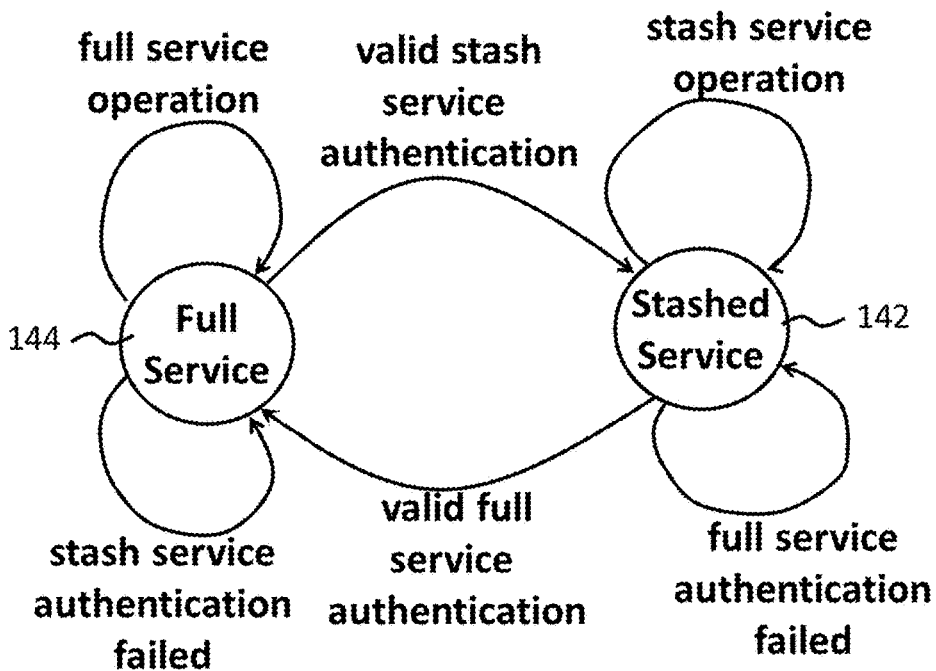 full service
operation
valid stash
service
authentication
stash service
operation
144
Full
Service
Stashed
Service
142
stash service
authentication
failed
valid full
service
authentication
full service
authentication
failed